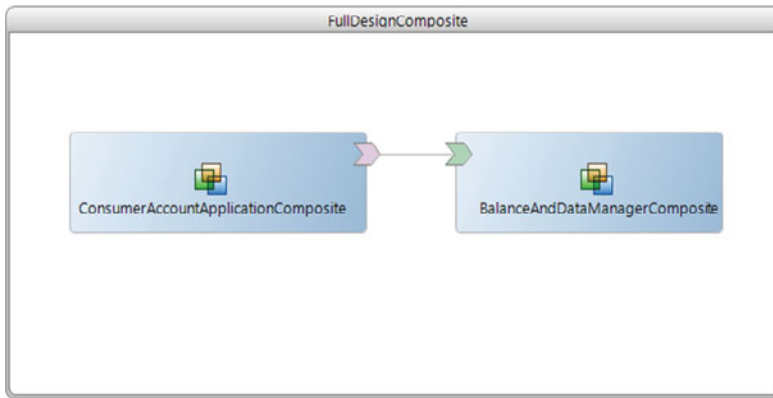 FullDesignComposite
ConsumerAccountApplicationComposite
BalanceAndDataManagerComposite